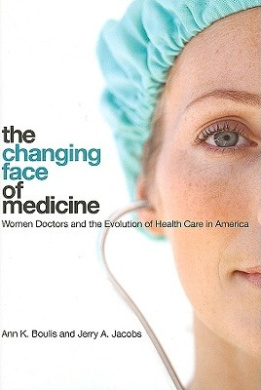 the
changing
face
of
medicine
Women Doctors and the Evolution of Health Care in America
Ann K. Boulis and Jerry A. Jacobs